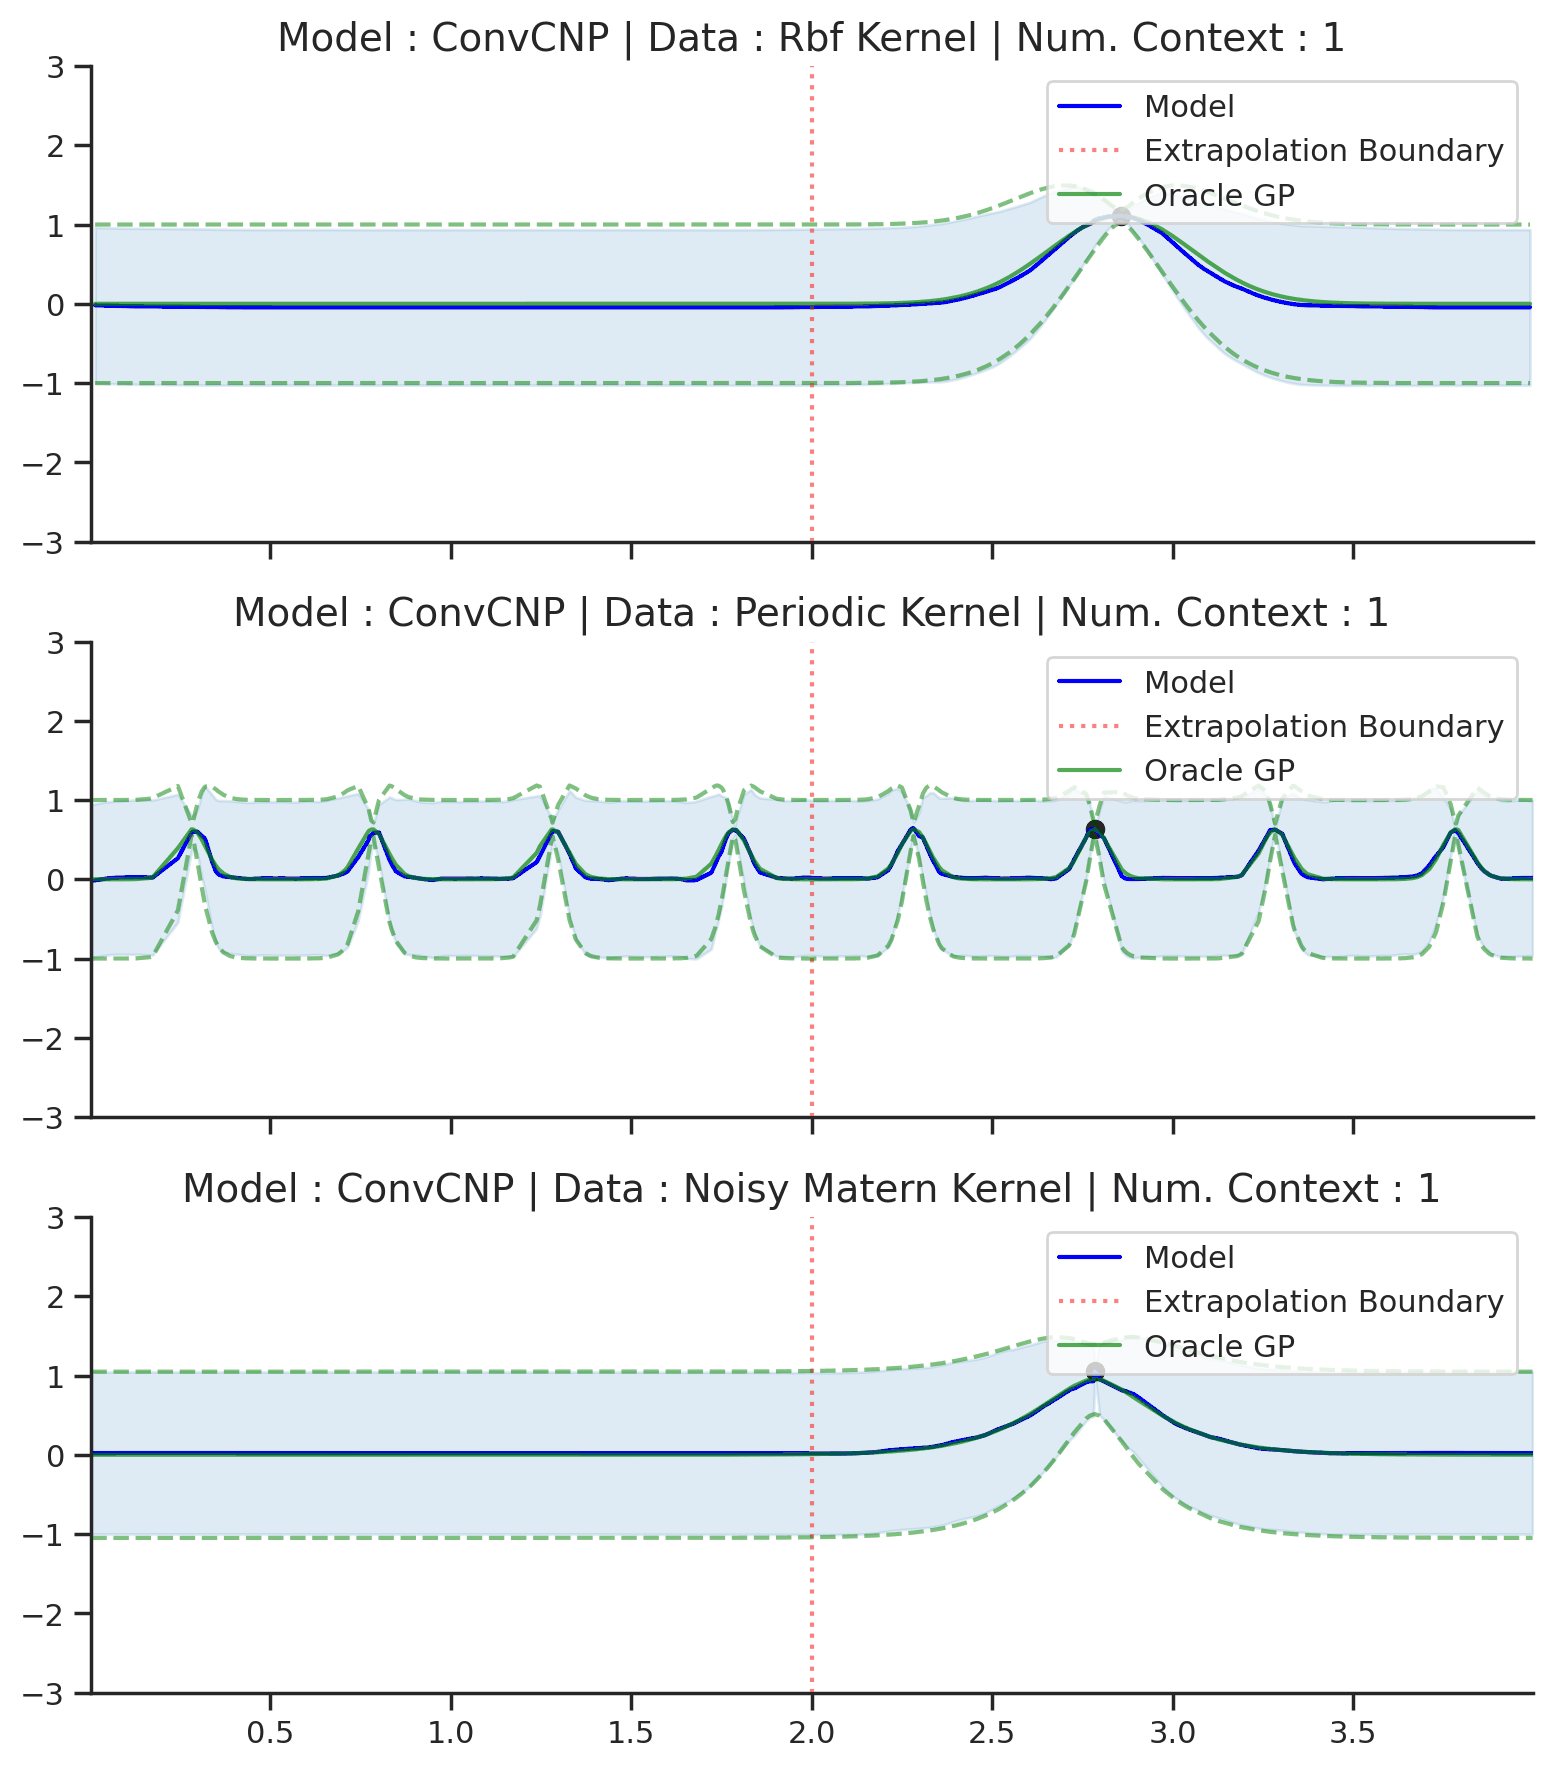 Model : ConvCNP | Data : Rbf Kernel | Num. Context : 1
3
2
1
0
−1
−2
−3
Model
Extrapolation Boundary
Oracle GP
Model : ConvCNP | Data : Periodic Kernel | Num. Context : 1
3
2
1
0
−1
−2
−3
Model
Extrapolation Boundary
Oracle GP
Model : ConvCNP | Data : Noisy Matern Kernel | Num. Context : 1
3
2
1
0
−1
−2
−3
Model
Extrapolation Boundary
Oracle GP
0.5 1.0 1.5 2.0 2.5 3.0 3.5